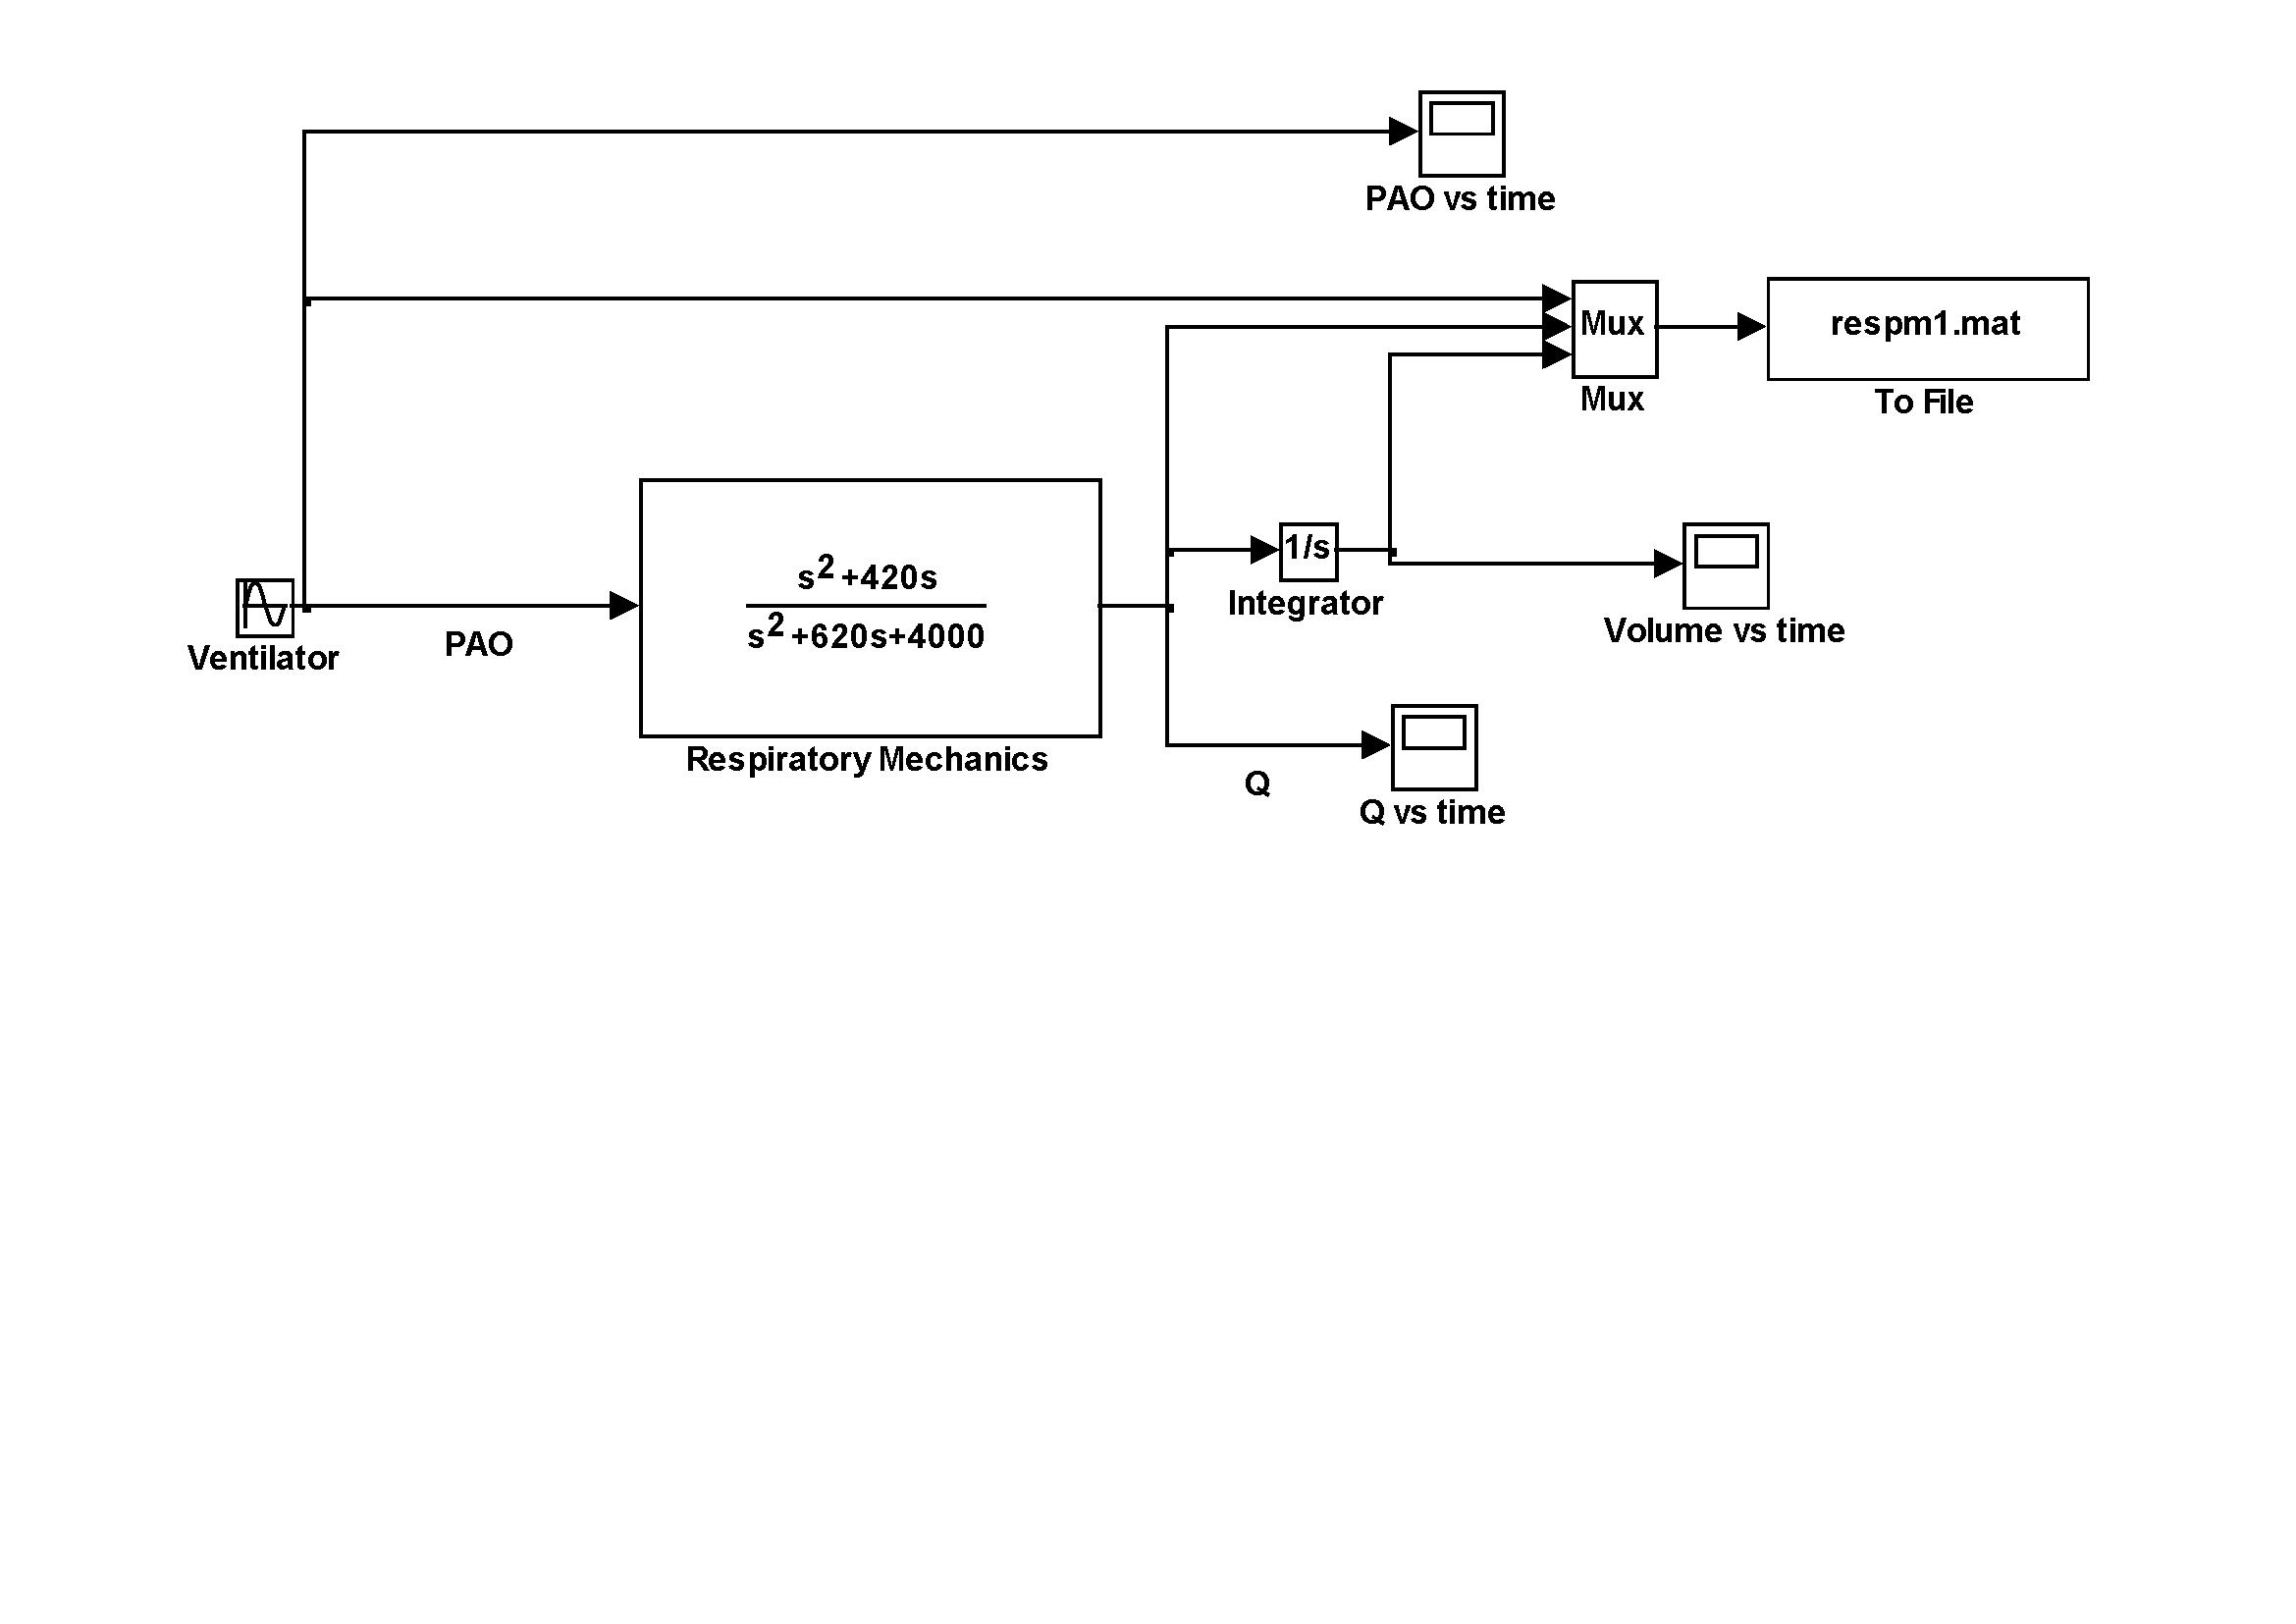 PAO vs time
Mux
respm1.mat
Mux
To File
s2+420s
s2+620s+4000
1/s
Integrator
Ventilator
PAO
Volume vs time
Respiratory Mechanics
Q
Q vs time